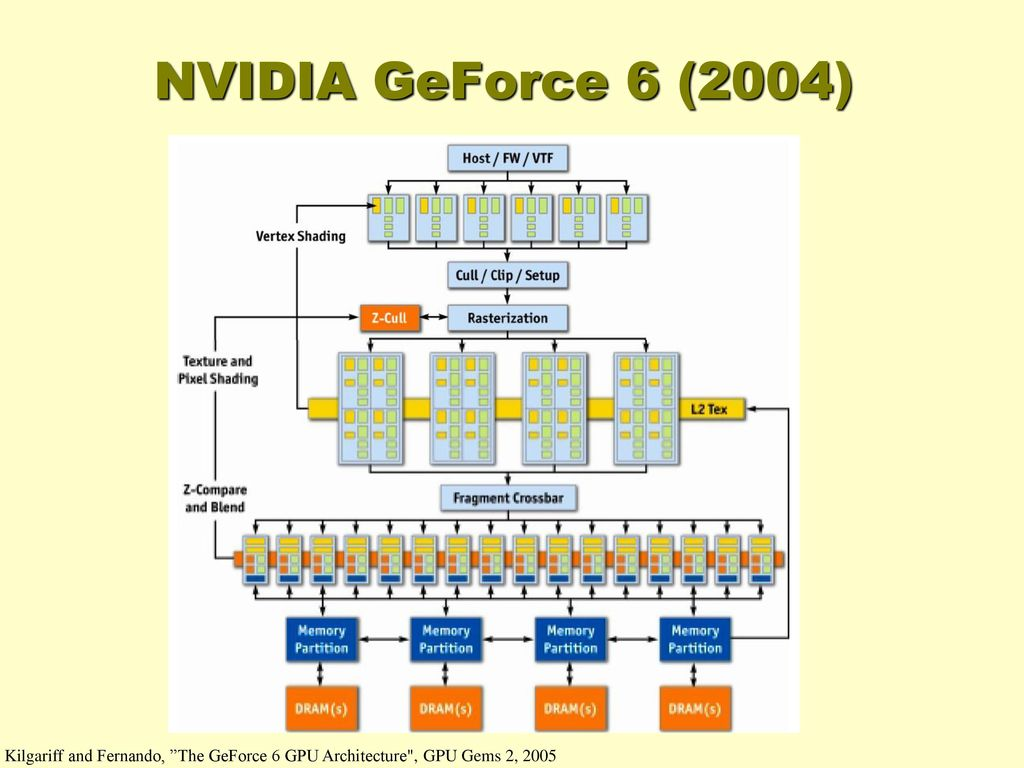 NVIDIA GeForce 6 (2004)
Host / FW / VTF
Vertex Shading
Cull / Clip / Setup
Z-Cull
Rasterization
Texture and
Pixel Shading
L2 Tex
Z-Compare
and Blend
Fragment Crossbar
Memory
Partition
Memory
Partition
Memory
Partition
Memory
Partition
DRAM(s)
DRAM(s)
DRAM(s)
DRAM(s)
Kilgariff and Fernando, ”The GeForce 6 GPU Architecture", GPU Gems 2, 2005